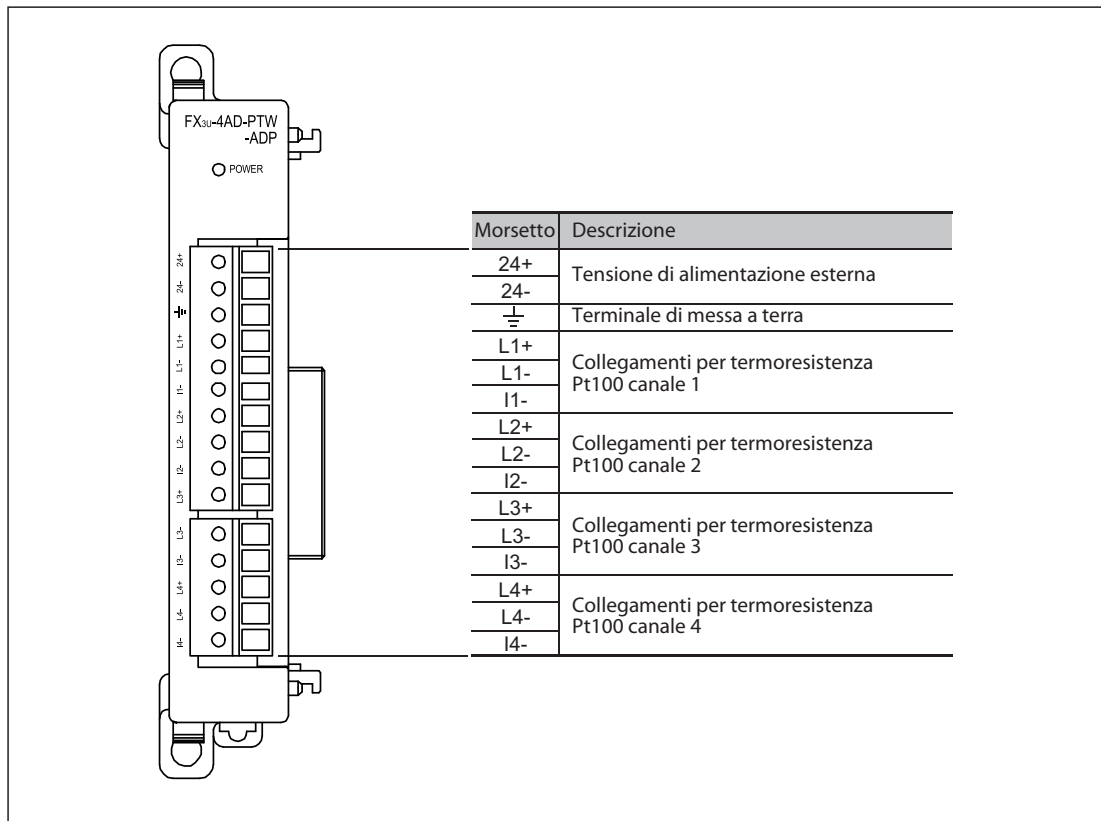 FX3U-4AD-PTW
-ADP
POWER
24+
24-
⏚
L1+
L1-
I1-
L2+
L2-
I2-
L3+
L3-
I3-
L4+
L4-
I4-
Morsetto Descrizione
24+
24-
Tensione di alimentazione esterna
⏚ Terminale di messa a terra
L1+
L1-
I1-
Collegamenti per termoresistenza
Pt100 canale 1
L2+
L2-
I2-
Collegamenti per termoresistenza
Pt100 canale 2
L3+
L3-
I3-
Collegamenti per termoresistenza
Pt100 canale 3
L4+
L4-
I4-
Collegamenti per termoresistenza
Pt100 canale 4